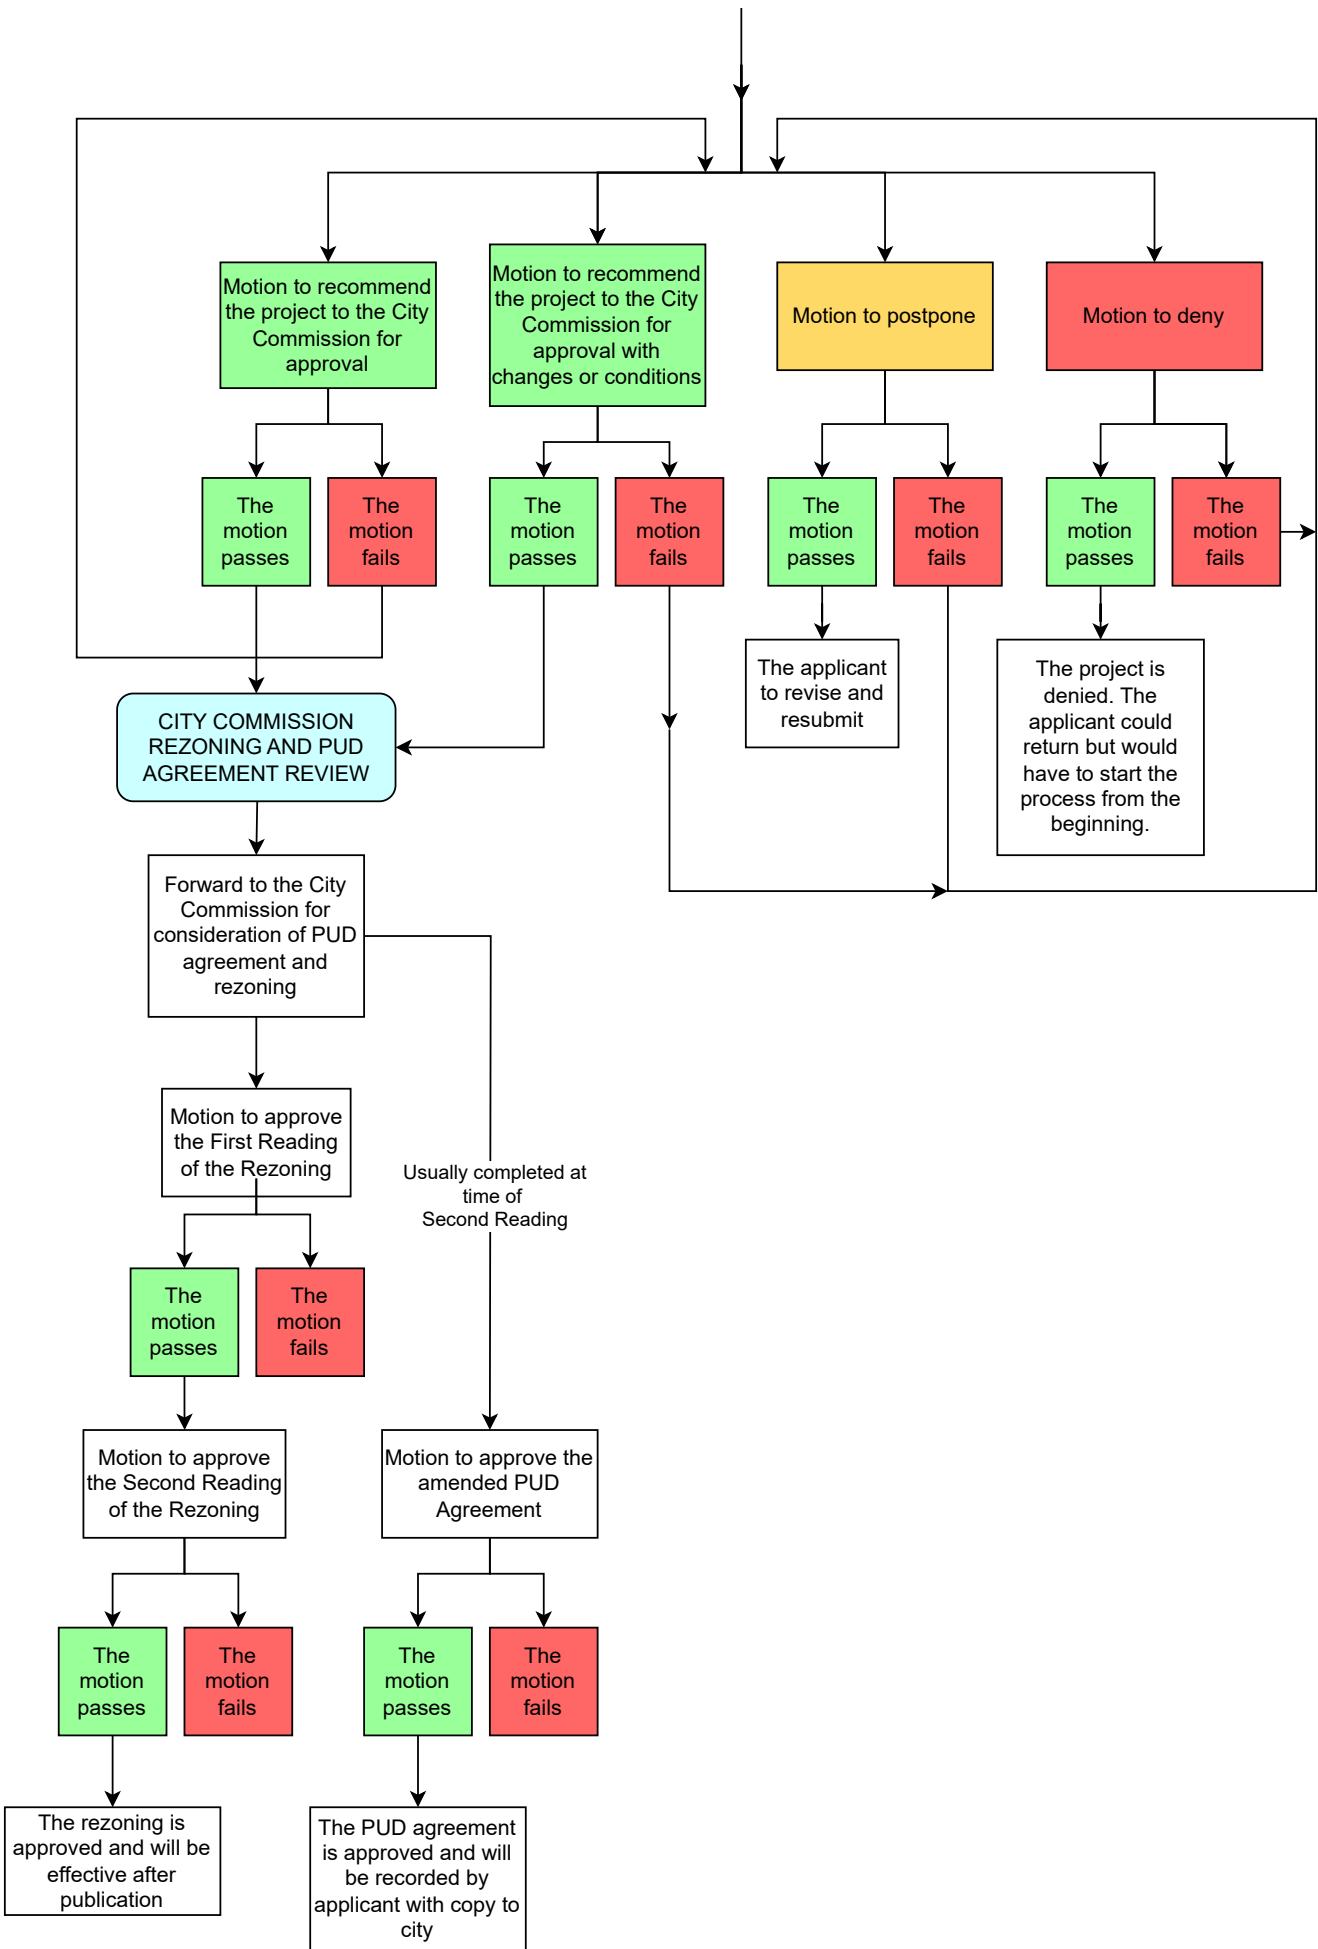 Motion to recommend
the project to the City
Commission for
approval
Motion to recommend
the project to the City
Commission for
approval with
changes or conditions
Motion to postpone
Motion to deny
The
motion
passes
The
motion
fails
The
motion
passes
The
motion
fails
The
motion
passes
The
motion
fails
The
motion
passes
The
motion
fails
The applicant
to revise and
resubmit
The project is
denied. The
applicant could
return but would
have to start the
process from the
beginning.
CITY COMMISSION
REZONING AND PUD
AGREEMENT REVIEW
Forward to the City
Commission for
consideration of PUD
agreement and
rezoning
Motion to approve
the First Reading
of the Rezoning
Usually completed at
time of
Second Reading
The
motion
passes
The
motion
fails
Motion to approve
the Second Reading
of the Rezoning
Motion to approve the
amended PUD
Agreement
The
motion
passes
The
motion
fails
The
motion
passes
The
motion
fails
The rezoning is
approved and will be
effective after
publication
The PUD agreement
is approved and will
be recorded by
applicant with copy to
city